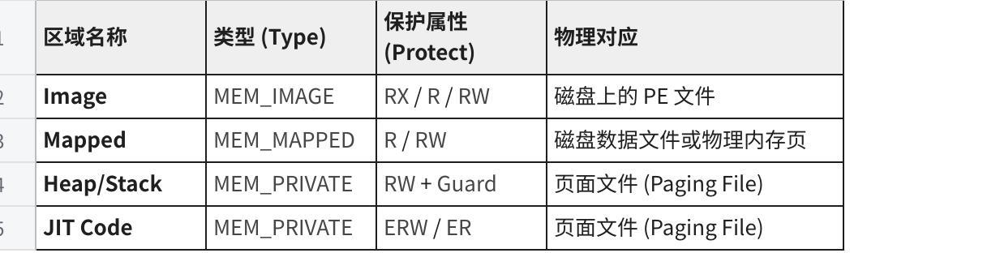 1 区域名称 类型 (Type) 保护属性 (Protect) 物理对应
2 Image MEM_IMAGE RX / R / RW 磁盘上的 PE 文件
3 Mapped MEM_MAPPED R / RW 磁盘数据文件或物理内存页
4 Heap/Stack MEM_PRIVATE RW + Guard 页面文件 (Paging File)
5 JIT Code MEM_PRIVATE ERW / ER 页面文件 (Paging File)